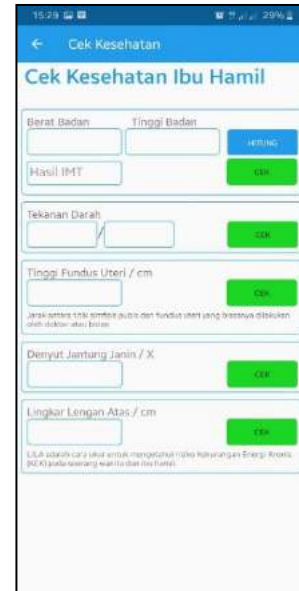 15:29 29%
Cek Kesehatan
Cek Kesehatan Ibu Hamil
Berat Badan Tinggi Badan
HITUNG
Hasil IMT CEK
Tekanan Darah
/ CEK
Tinggi Fundus Uteri / cm
CEK
Jarak antara titik simfisis pubis dan fundus uteri yang biasanya dilakukan
oleh dokter atau bidan
Denyut Jantung Janin / X
CEK
Lingkar Lengan Atas / cm
CEK
LILA adalah cara ukur untuk mengetahui risiko Kekurangan Energi Kronis
(KEK) pada seorang wanita dan ibu hamil.